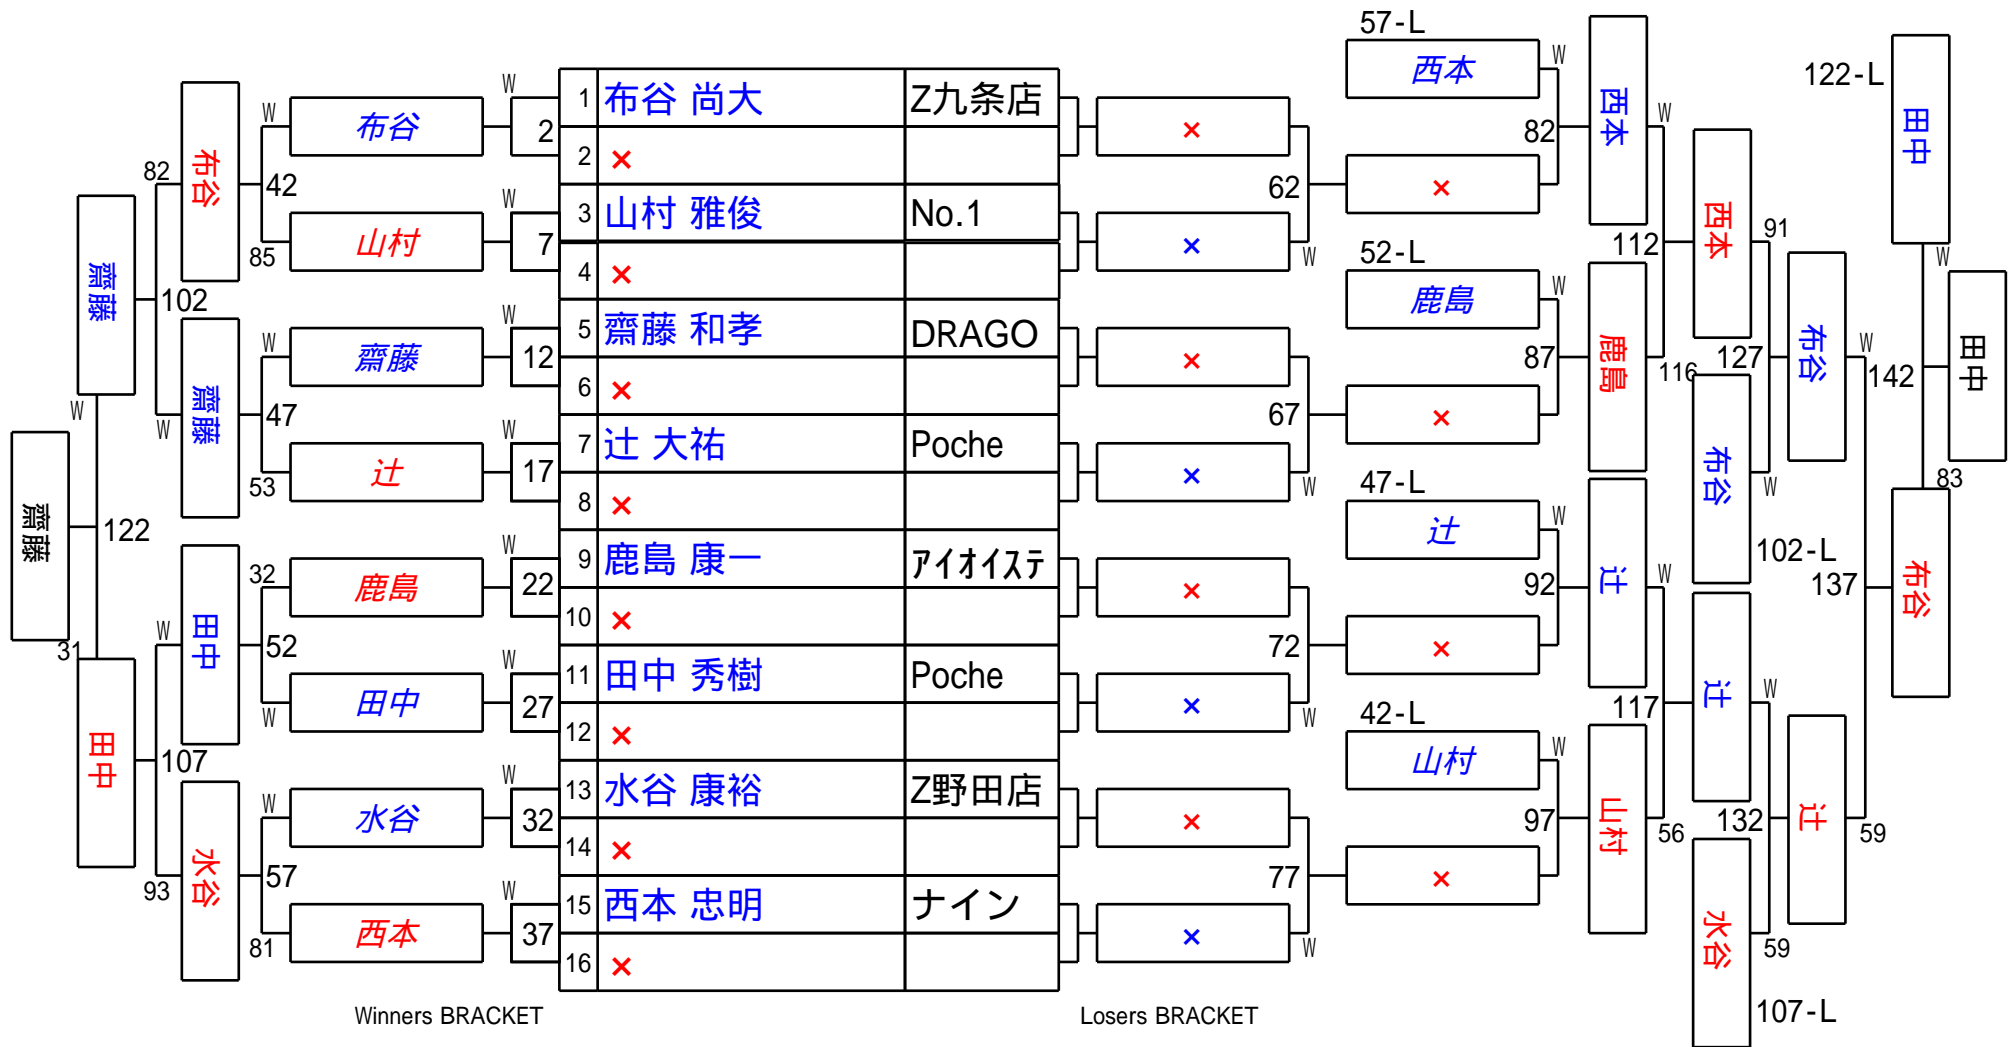 57-L
西本
W
122-L
田中
W
1 布谷 尚大 Z九条店
2 ×
W
布谷
2
×
W
布谷
82
42
62
×
82
西本
W
3 山村 雅俊 No.1
4 ×
W
山村
7
85
×
W
112
西本
91
齋藤
102
52-L
鹿島
W
5 齋藤 和孝 DRAGO
6 ×
W
齋藤
12
W
×
87
鹿島
116
127
布谷
W
142
W
田中
W
齋藤
47
67
×
7 辻 大祐 Poche
8 ×
W
辻
17
53
×
W
47-L
辻
W
布谷
W
83
齋藤
122
102-L
9 鹿島 康一 アイオイステ
10 ×
W
鹿島
22
32
×
92
辻
W
137
布谷
W
田中
52
72
×
31
11 田中 秀樹 Poche
12 ×
W
田中
27
W
×
W
42-L
山村
W
117
辻
W
田中
107
13 水谷 康裕 Z野田店
14 ×
W
水谷
32
W
×
97
山村
56
132
辻
59
93
水谷
57
77
×
15 西本 忠明 ナイン
16 ×
W
西本
37
81
×
W
水谷
59
107-L
Winners BRACKET
Losers BRACKET